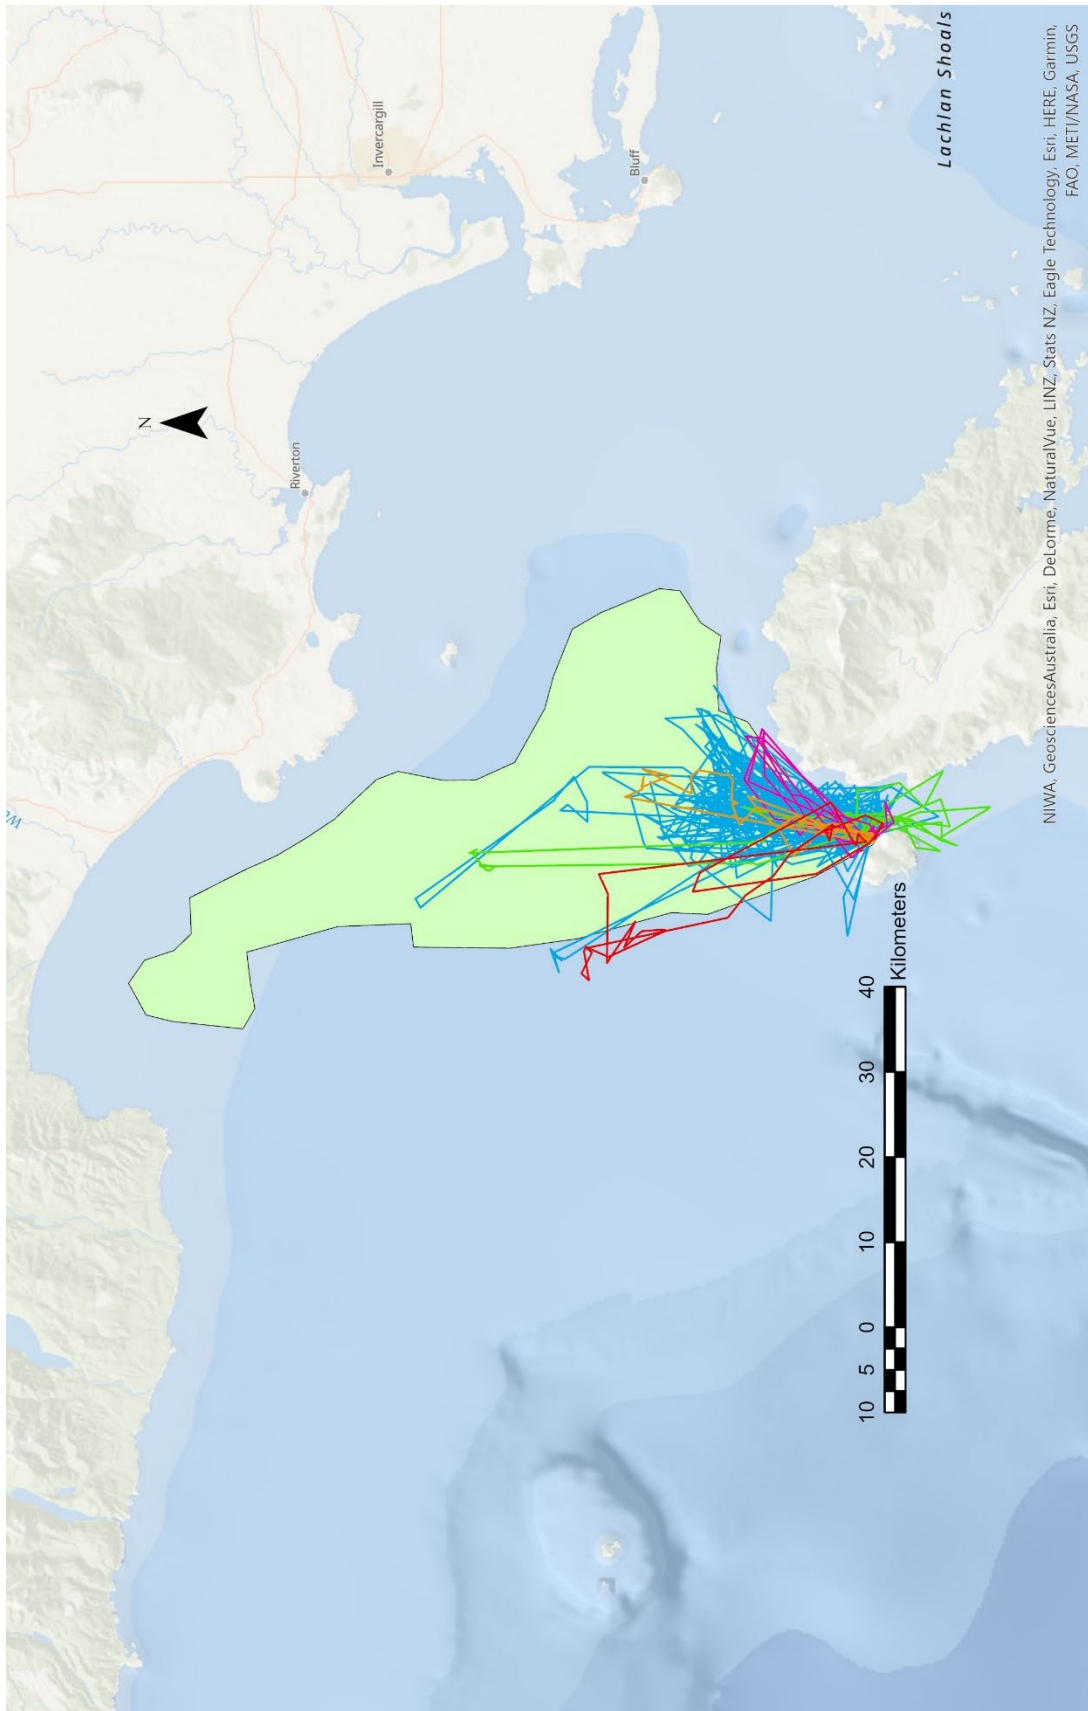 N
Riverton
Invercargill
Bluff
10 5 0 10 20 30 40
Kilometers
Lachlan Shoals
NIWA, GeosciencesAustralia, Esri, DeLorme, NaturalVue, LINZ, Stats NZ, Eagle Technology, Esri, HERE, Garmin,
FAO, METI/NASA, USGS